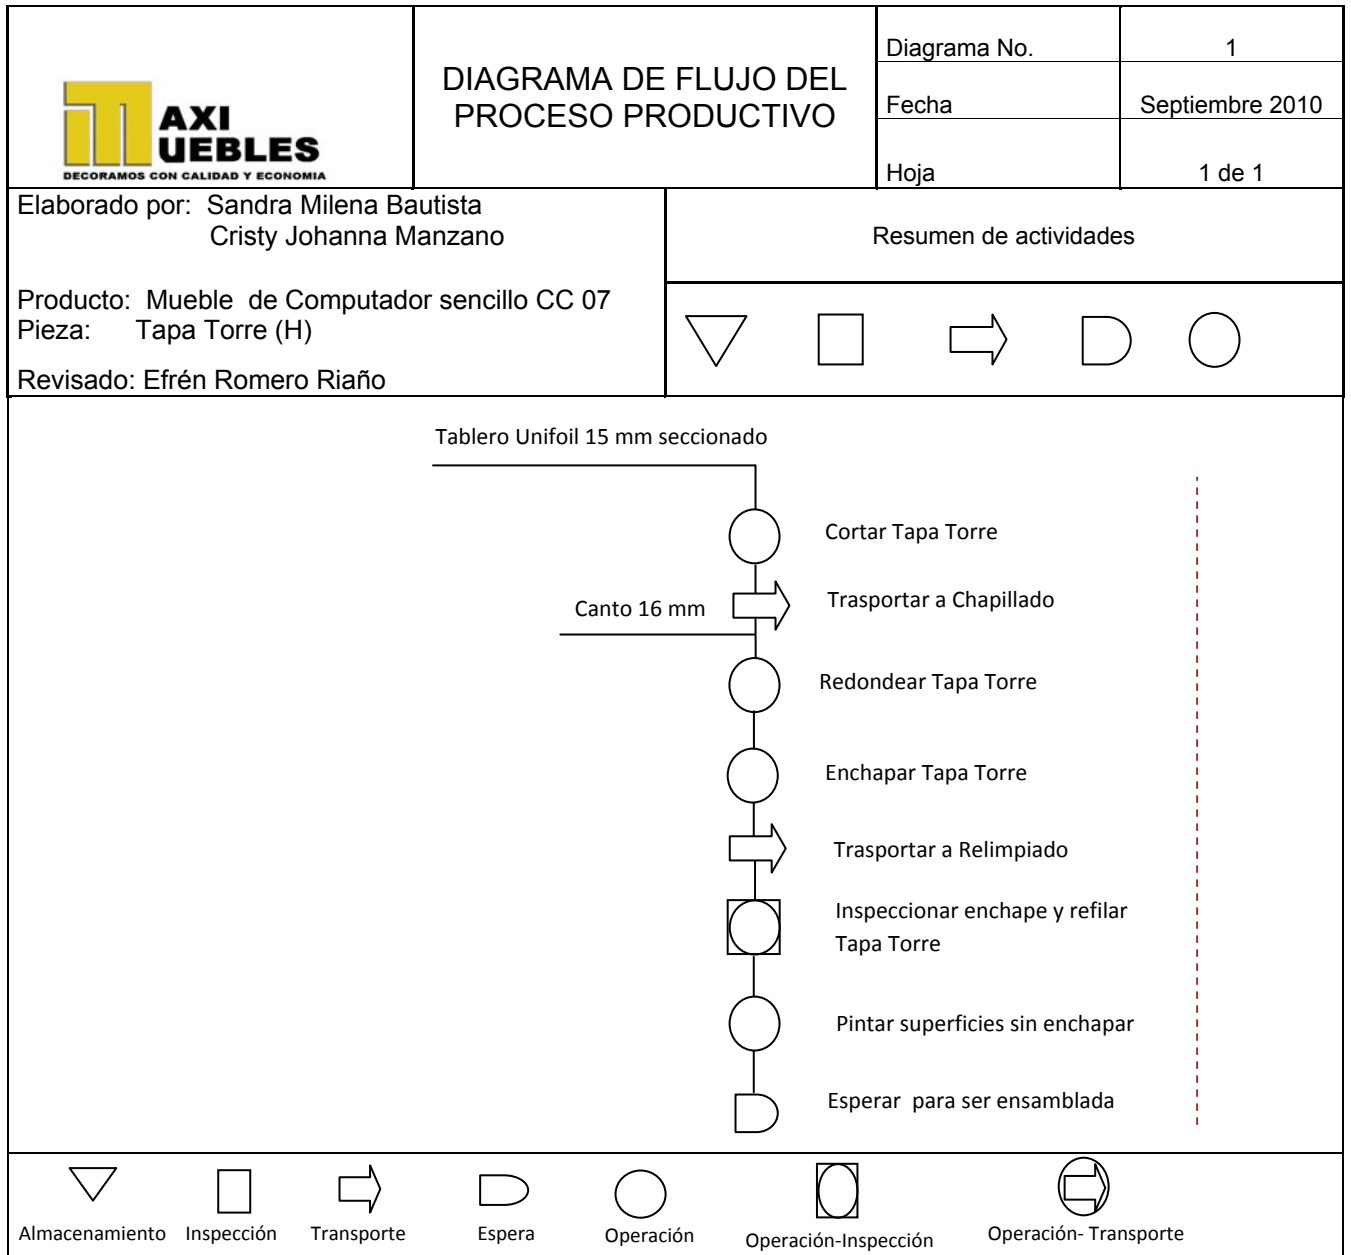 AXI
UEBLES
DECORAMOS CON CALIDAD Y ECONOMIA
DIAGRAMA DE FLUJO DEL
PROCESO PRODUCTIVO
Diagrama No. 1
Fecha Septiembre 2010
Hoja 1 de 1
Elaborado por: Sandra Milena Bautista
Cristy Johanna Manzano
Producto: Mueble de Computador sencillo CC 07
Pieza: Tapa Torre (H)
Revisado: Efrén Romero Riaño
Resumen de actividades
Tablero Unifoil 15 mm seccionado
Cortar Tapa Torre
Trasportar a Chapillado
Canto 16 mm
Redondear Tapa Torre
Enchapar Tapa Torre
Trasportar a Relimpiado
Inspeccionar enchape y refilar
Tapa Torre
Pintar superficies sin enchapar
Esperar para ser ensamblada
Almacenamiento Inspección Transporte Espera Operación Operación-Inspección Operación- Transporte